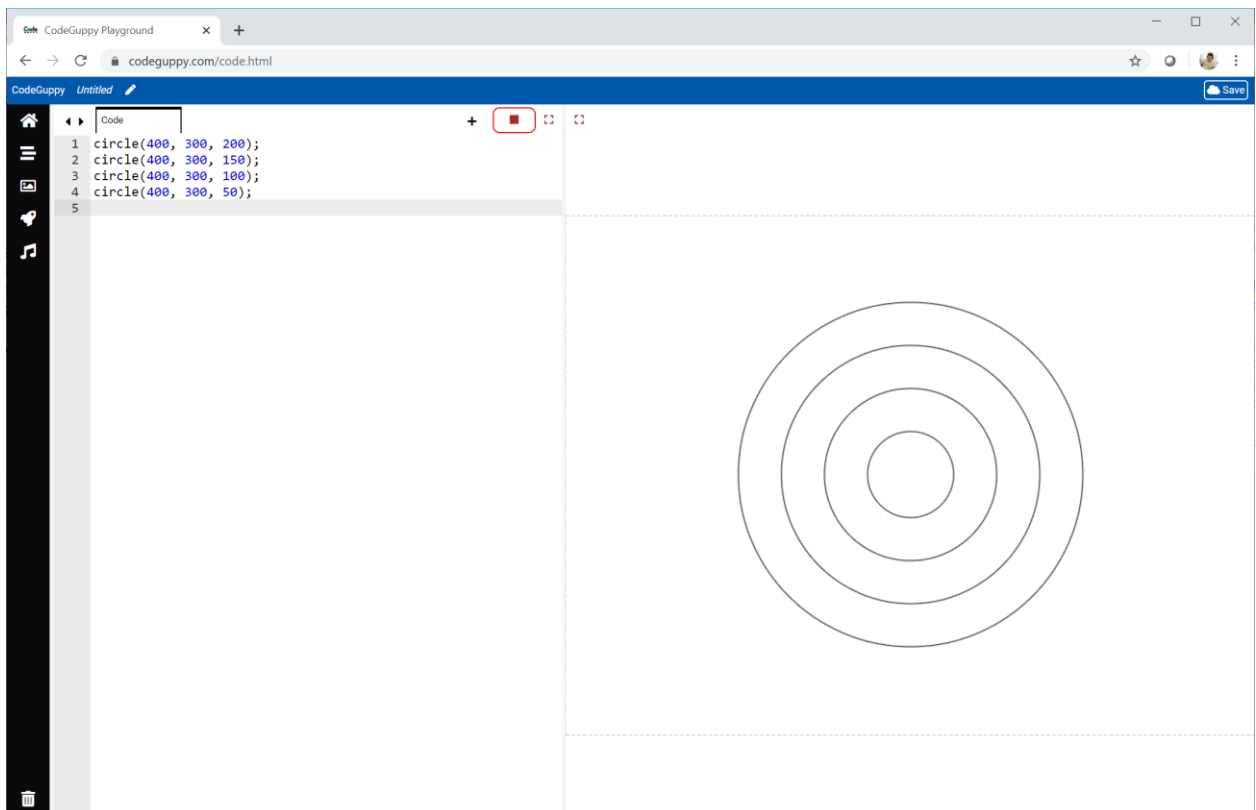 CodeGuppy Playground
codeguppy.com/code.html
CodeGuppy Untitled
Save
Code
1 circle(400, 300, 200);
2 circle(400, 300, 150);
3 circle(400, 300, 100);
4 circle(400, 300, 50);
5